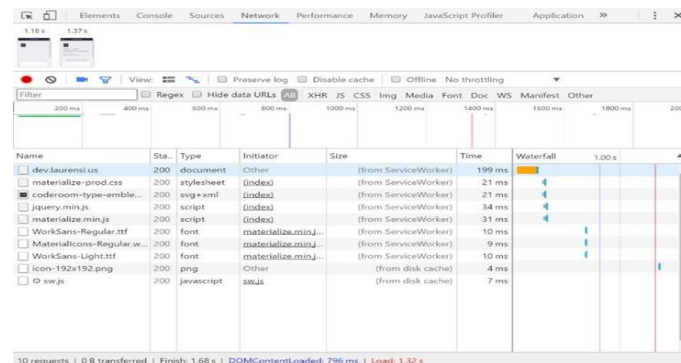 Elements Console Sources Network Performance Memory JavaScript Profiler Application »
1.18 s 1.37 s
View: Preserve log Disable cache Offline No throttling
Filter Regex Hide data URLs All XHR JS CSS Img Media Font Doc WS Manifest Other
200 ms 400 ms 600 ms 800 ms 1000 ms 1200 ms 1400 ms 1600 ms 1800 ms 200
Name Sta.. Type Initiator Size Time Waterfall 1.00 s
dev.laurensi.us 200 document Other (from ServiceWorker) 199 ms
materialize-prod.css 200 stylesheet (index) (from ServiceWorker) 21 ms
coderoom-type-emble... 200 svg+xml (index) (from ServiceWorker) 21 ms
jquery.min.js 200 script (index) (from ServiceWorker) 34 ms
materialize.min.js 200 script (index) (from ServiceWorker) 31 ms
WorkSans-Regular.ttf 200 font materialize.min.j... (from ServiceWorker) 10 ms
MaterialIcons-Regular.w... 200 font materialize.min.j... (from ServiceWorker) 9 ms
WorkSans-Light.ttf 200 font materialize.min.j... (from ServiceWorker) 10 ms
icon-192x192.png 200 png Other (from disk cache) 4 ms
sw.js 200 javascript sw.js (from disk cache) 7 ms
10 requests | 0 B transferred | Finish: 1.68 s | DOMContentLoaded: 796 ms | Load: 1.32 s